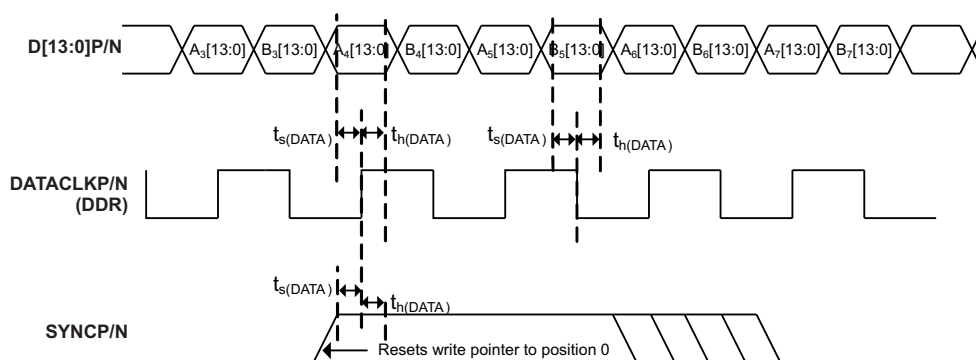 D[13:0]P/N
A3[13:0] B3[13:0] A4[13:0] B4[13:0] A5[13:0] B5[13:0] A6[13:0] B6[13:0] A7[13:0] B7[13:0]
ts(DATA) th(DATA) ts(DATA) th(DATA)
DATACLKP/N
(DDR)
ts(DATA) th(DATA)
SYNCP/N
Resets write pointer to position 0